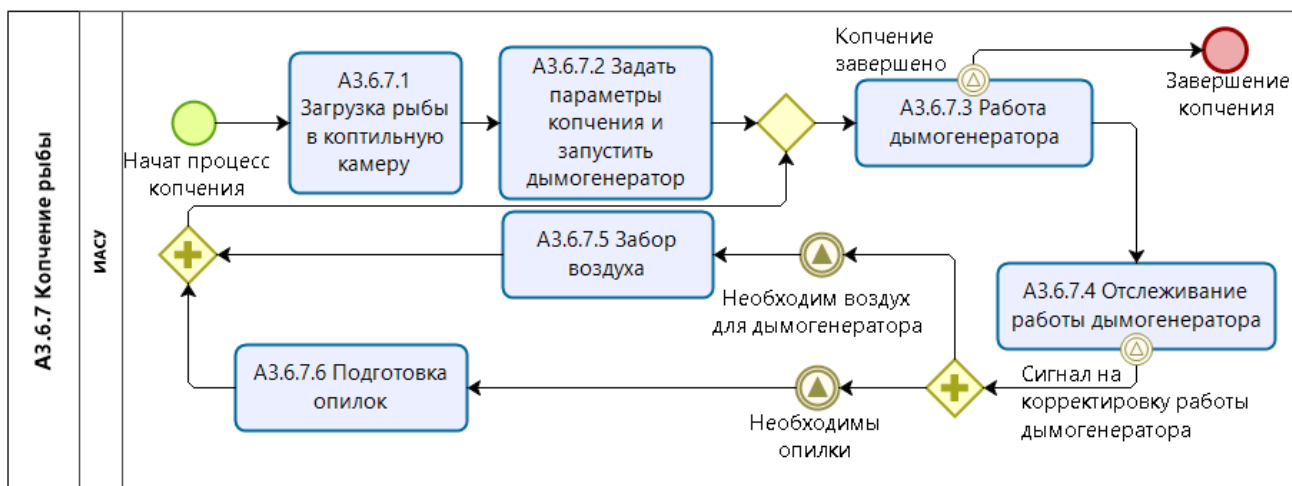 А3.6.7 Копчение рыбы
ИАСУ
Начат процесс
копчения
А3.6.7.1
Загрузка рыбы
в коптильную
камеру
А3.6.7.2 Задать
параметры
копчения и
запустить
дымогенератор
Копчение
завершено
А3.6.7.3 Работа
дымогенератора
Завершение
копчения
А3.6.7.4 Отслеживание
работы дымогенератора
Сигнал на
корректировку работы
дымогенератора
А3.6.7.5 Забор
воздуха
Необходим воздух
для дымогенератора
А3.6.7.6 Подготовка
опилок
Необходимы
опилки